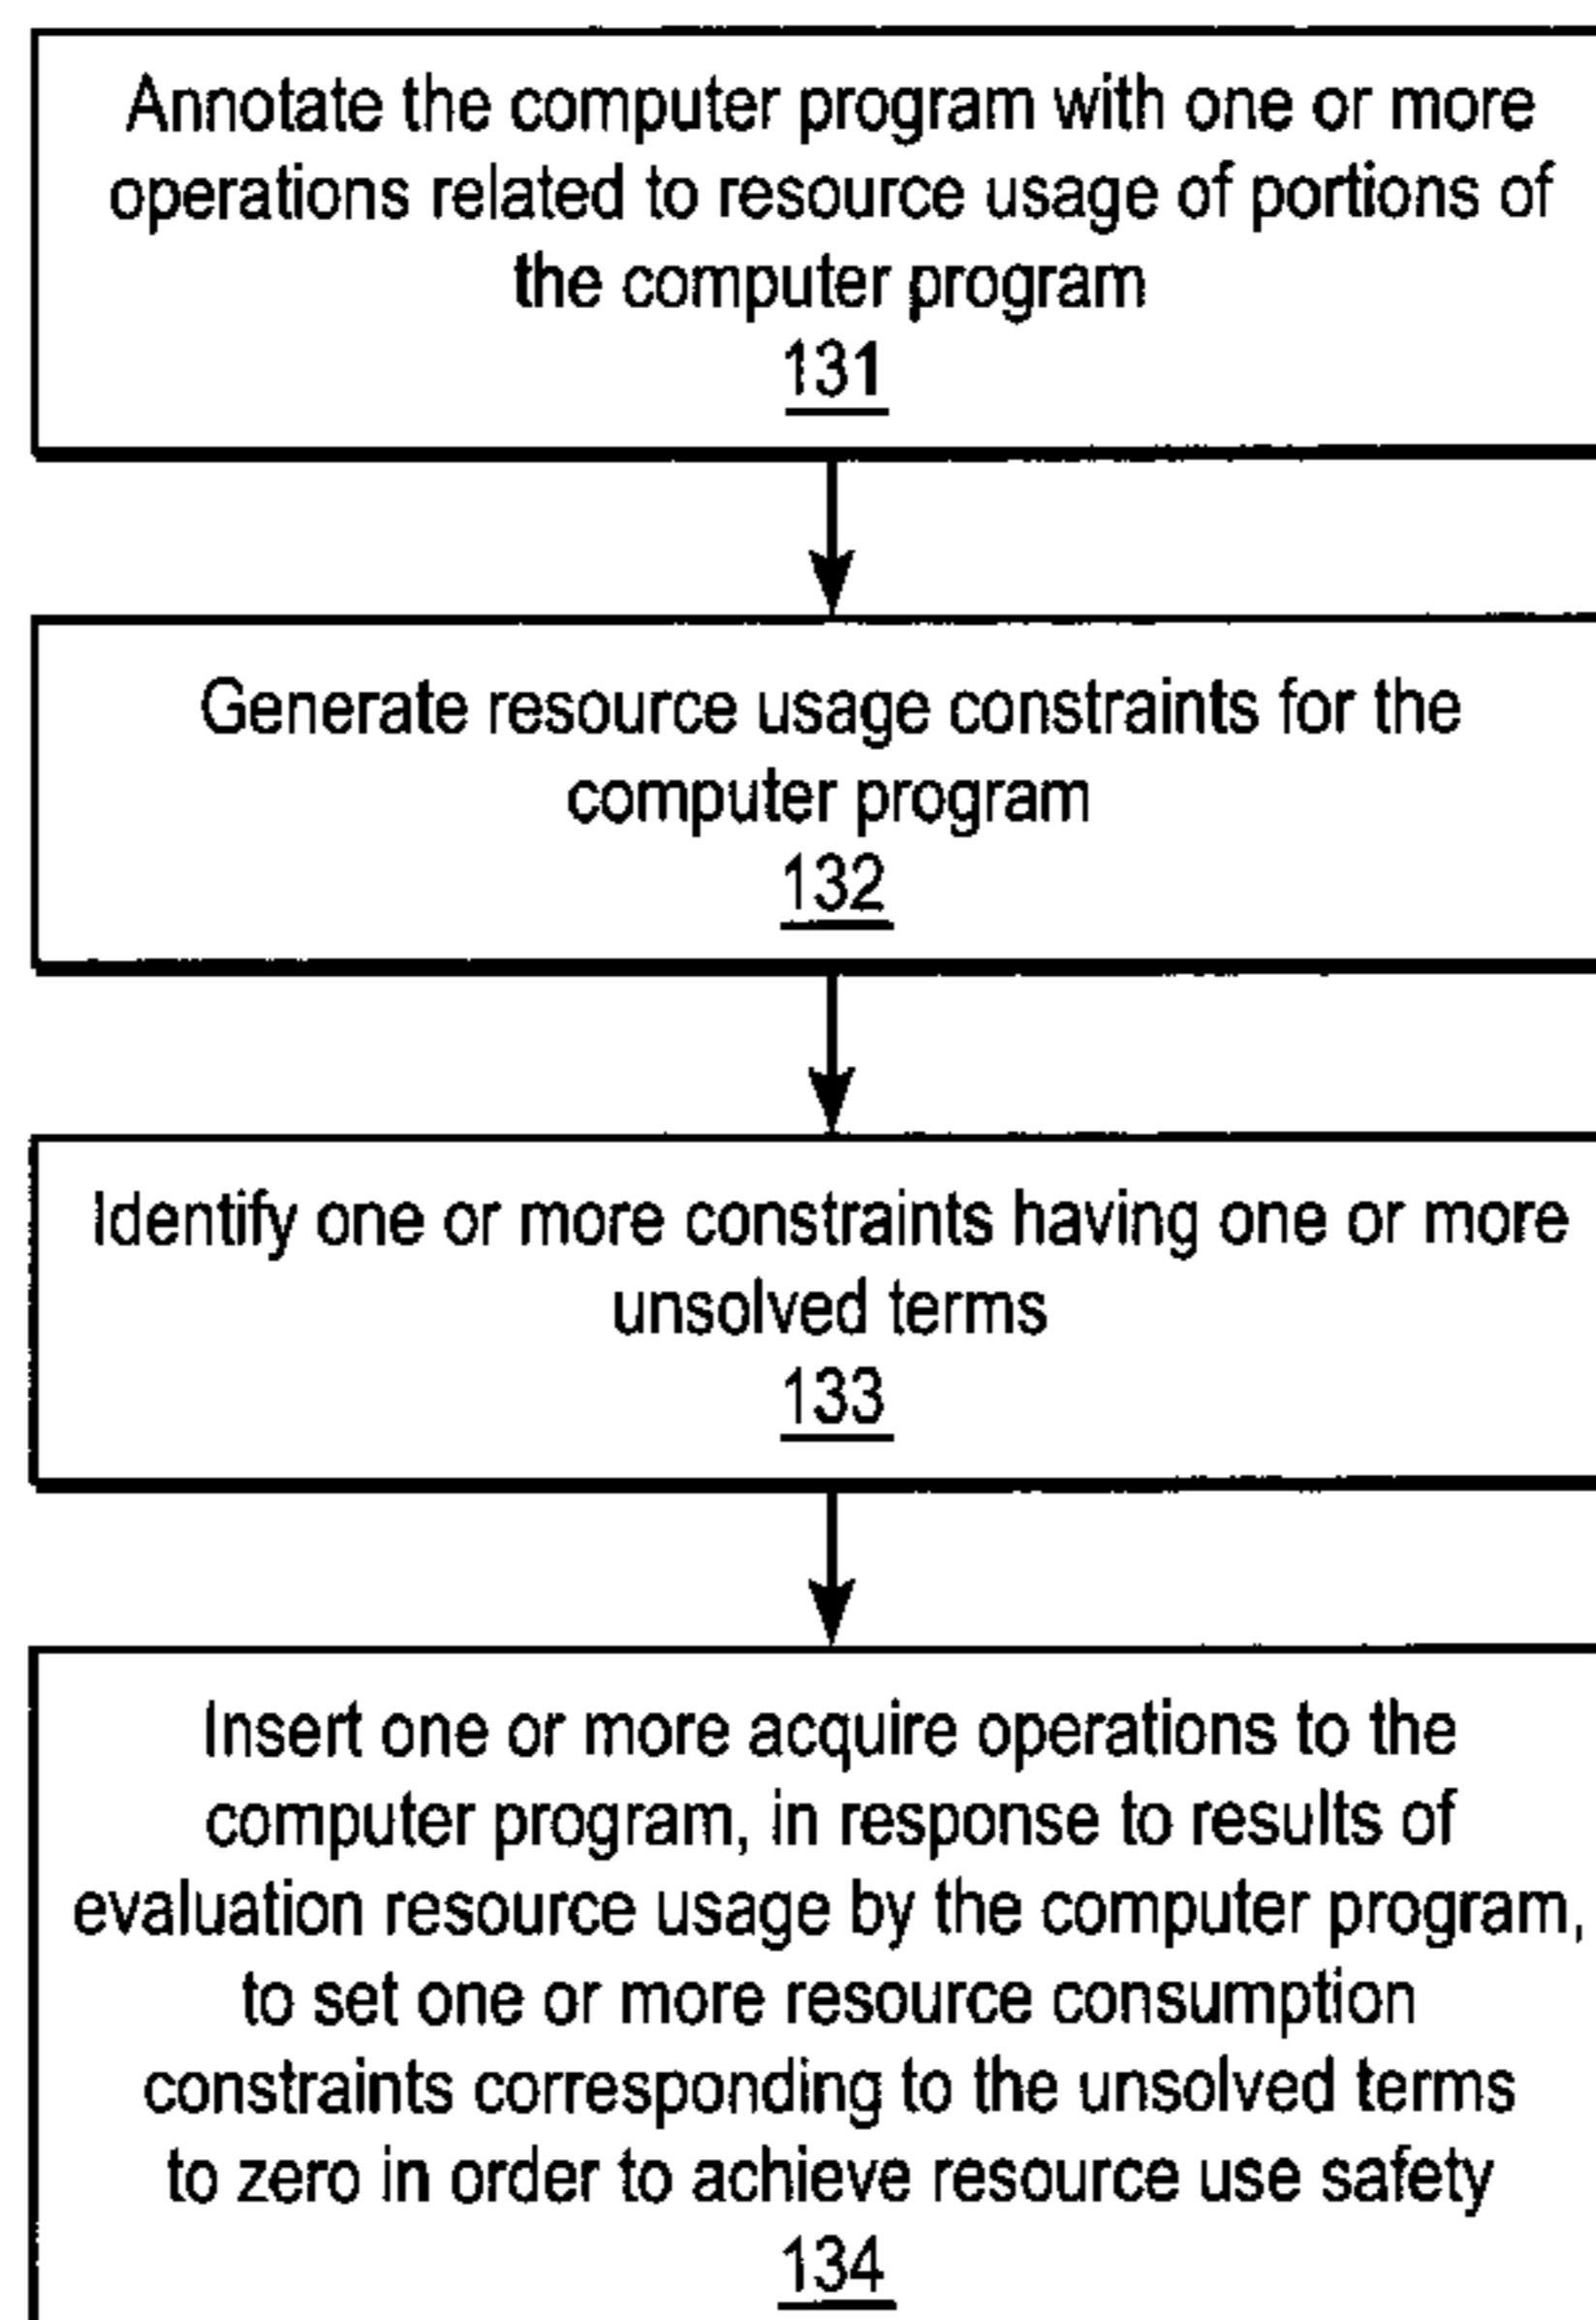 Annotate the computer program with one or more
operations related to resource usage of portions of
the computer program
131
Generate resource usage constraints for the
computer program
132
Identify one or more constraints having one or more
unsolved terms
133
Insert one or more acquire operations to the
computer program, in response to results of
evaluation resource usage by the computer program,
to set one or more resource consumption
constraints corresponding to the unsolved terms
to zero in order to achieve resource use safety
134